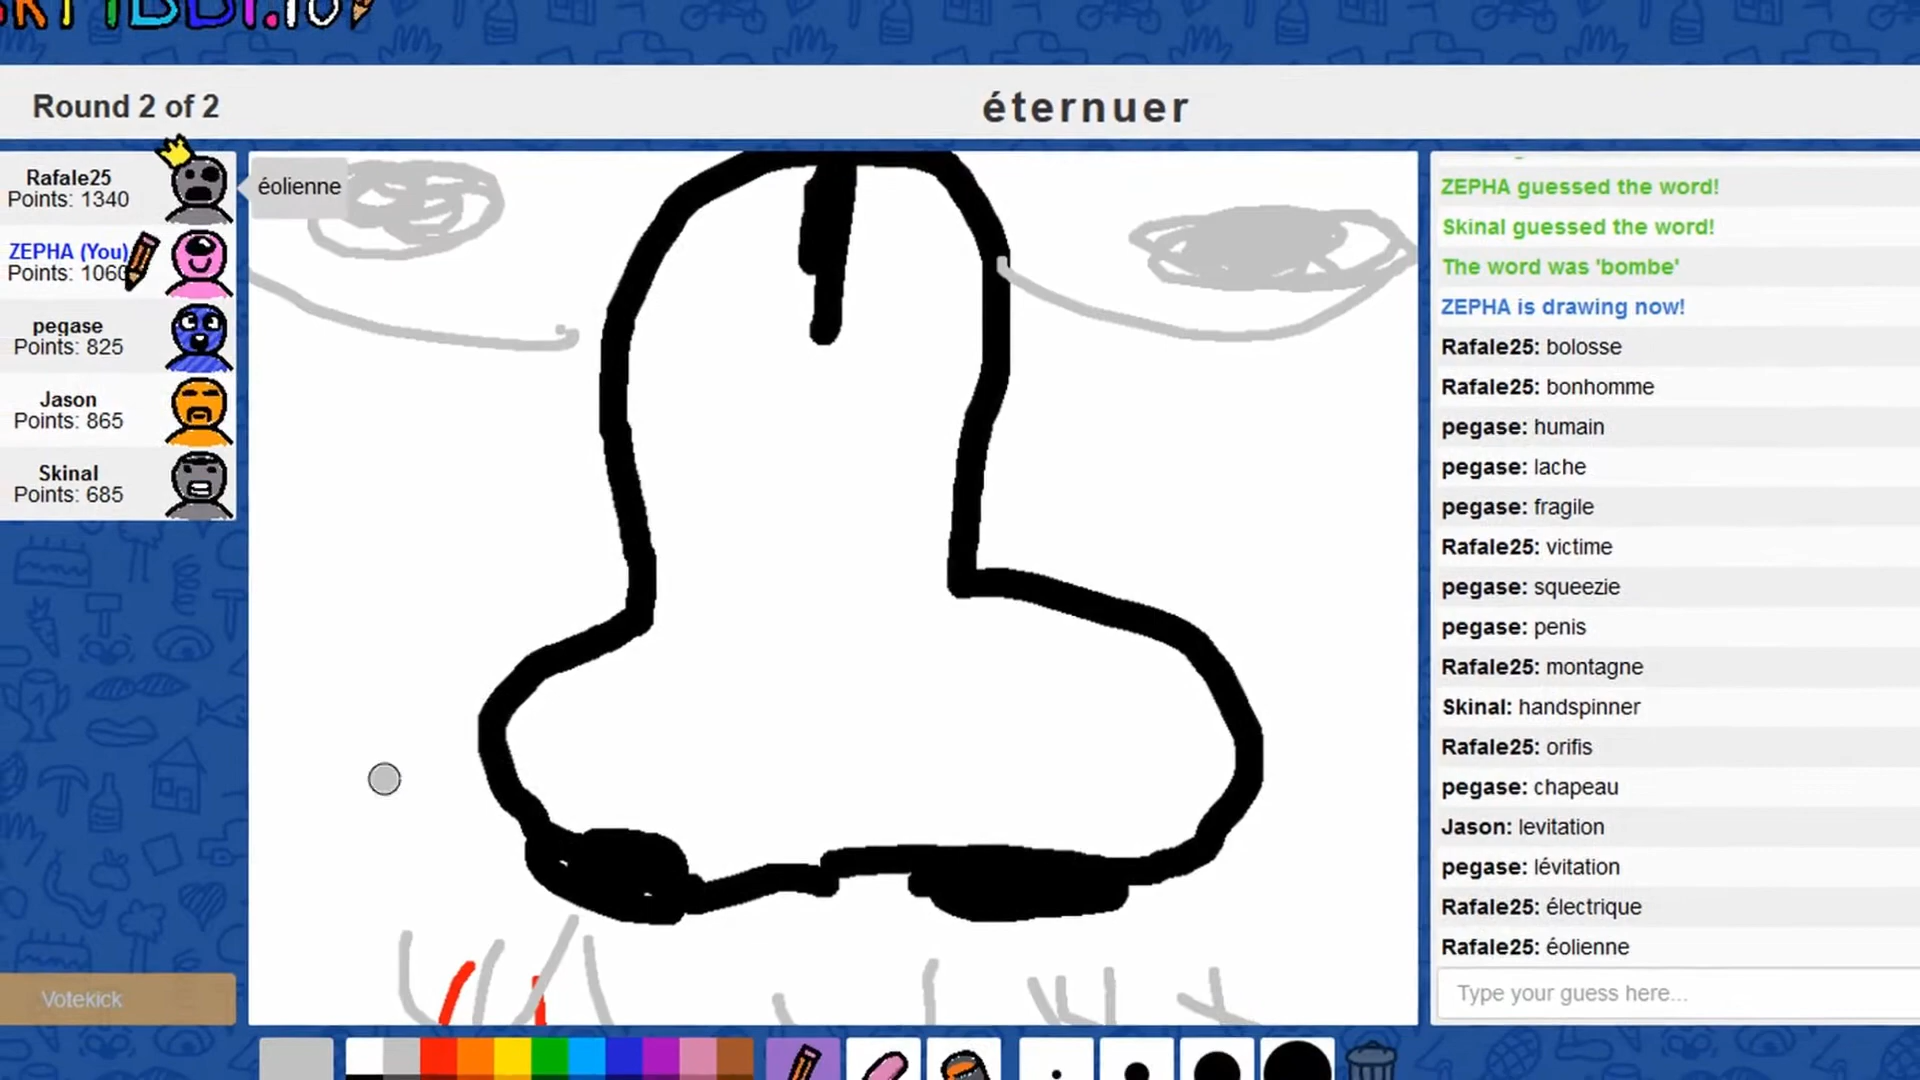 skribbl.io
Round 2 of 2
éternuer
Rafale25
Points: 1340
éolienne
ZEPHA (You)
Points: 1060
pegase
Points: 825
Jason
Points: 865
Skinal
Points: 685
Votekick
ZEPHA guessed the word!
Skinal guessed the word!
The word was 'bombe'
ZEPHA is drawing now!
Rafale25: bolosse
Rafale25: bonhomme
pegase: humain
pegase: lache
pegase: fragile
Rafale25: victime
pegase: squeezie
pegase: penis
Rafale25: montagne
Skinal: handspinner
Rafale25: orifis
pegase: chapeau
Jason: levitation
pegase: lévitation
Rafale25: électrique
Rafale25: éolienne
Type your guess here...